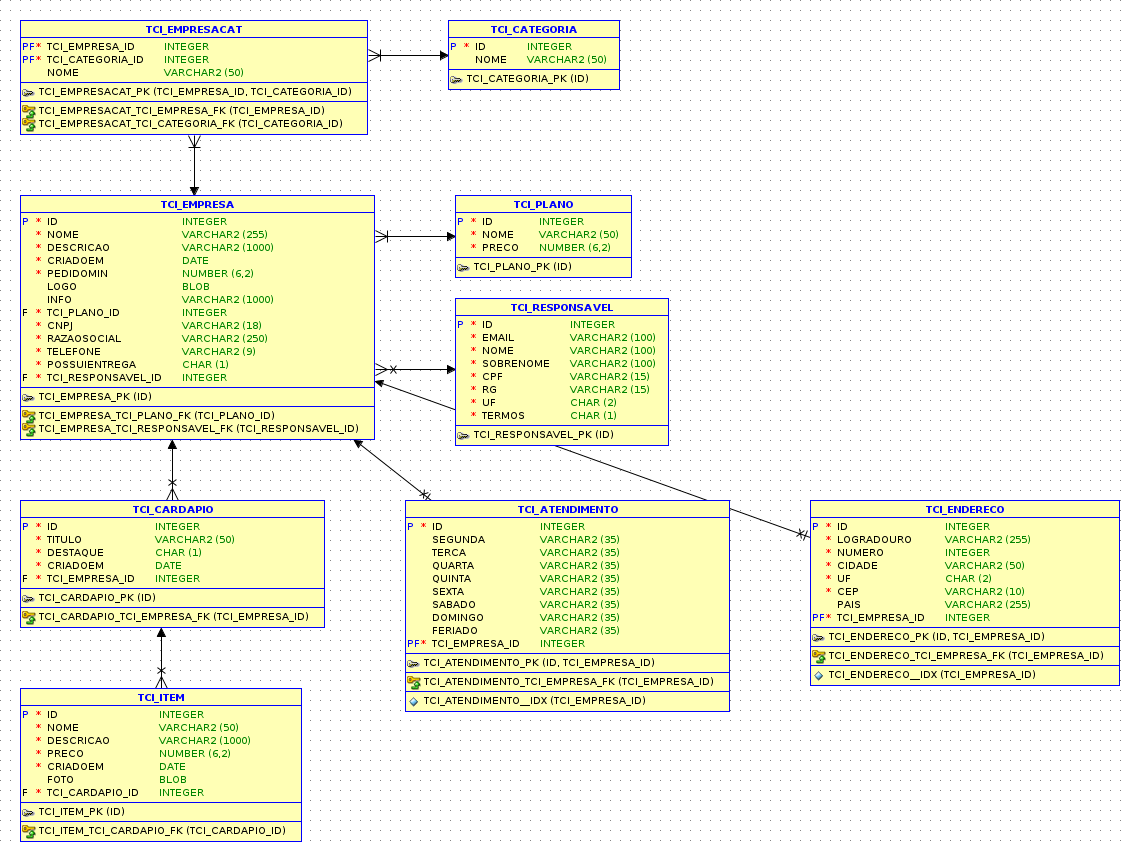 TCI_EMPRESACAT
PF* TCI_EMPRESA_ID INTEGER
PF* TCI_CATEGORIA_ID INTEGER
NOME VARCHAR2 (50)
TCI_EMPRESACAT_PK (TCI_EMPRESA_ID, TCI_CATEGORIA_ID)
TCI_EMPRESACAT_TCI_EMPRESA_FK (TCI_EMPRESA_ID)
TCI_EMPRESACAT_TCI_CATEGORIA_FK (TCI_CATEGORIA_ID)
TCI_CATEGORIA
P * ID INTEGER
NOME VARCHAR2 (50)
TCI_CATEGORIA_PK (ID)
TCI_EMPRESA
P * ID INTEGER
* NOME VARCHAR2 (255)
* DESCRICAO VARCHAR2 (1000)
* CRIADOEM DATE
* PEDIDOMIN NUMBER (6,2)
LOGO BLOB
INFO VARCHAR2 (1000)
F * TCI_PLANO_ID INTEGER
* CNPJ VARCHAR2 (18)
* RAZAOSOCIAL VARCHAR2 (250)
* TELEFONE VARCHAR2 (9)
* POSSUIENTREGA CHAR (1)
F * TCI_RESPONSAVEL_ID INTEGER
TCI_EMPRESA_PK (ID)
TCI_EMPRESA_TCI_PLANO_FK (TCI_PLANO_ID)
TCI_EMPRESA_TCI_RESPONSAVEL_FK (TCI_RESPONSAVEL_ID)
TCI_PLANO
P * ID INTEGER
* NOME VARCHAR2 (50)
* PRECO NUMBER (6,2)
TCI_PLANO_PK (ID)
TCI_RESPONSAVEL
P * ID INTEGER
* EMAIL VARCHAR2 (100)
* NOME VARCHAR2 (100)
* SOBRENOME VARCHAR2 (100)
* CPF VARCHAR2 (15)
* RG VARCHAR2 (15)
* UF CHAR (2)
* TERMOS CHAR (1)
TCI_RESPONSAVEL_PK (ID)
TCI_CARDAPIO
P * ID INTEGER
* TITULO VARCHAR2 (50)
* DESTAQUE CHAR (1)
* CRIADOEM DATE
F * TCI_EMPRESA_ID INTEGER
TCI_CARDAPIO_PK (ID)
TCI_CARDAPIO_TCI_EMPRESA_FK (TCI_EMPRESA_ID)
TCI_ATENDIMENTO
P * ID INTEGER
SEGUNDA VARCHAR2 (35)
TERCA VARCHAR2 (35)
QUARTA VARCHAR2 (35)
QUINTA VARCHAR2 (35)
SEXTA VARCHAR2 (35)
SABADO VARCHAR2 (35)
DOMINGO VARCHAR2 (35)
FERIADO VARCHAR2 (35)
PF* TCI_EMPRESA_ID INTEGER
TCI_ATENDIMENTO_PK (ID, TCI_EMPRESA_ID)
TCI_ATENDIMENTO_TCI_EMPRESA_FK (TCI_EMPRESA_ID)
TCI_ATENDIMENTO__IDX (TCI_EMPRESA_ID)
TCI_ENDERECO
P * ID INTEGER
* LOGRADOURO VARCHAR2 (255)
* NUMERO INTEGER
* CIDADE VARCHAR2 (50)
* UF CHAR (2)
* CEP VARCHAR2 (10)
PAIS VARCHAR2 (255)
PF* TCI_EMPRESA_ID INTEGER
TCI_ENDERECO_PK (ID, TCI_EMPRESA_ID)
TCI_ENDERECO_TCI_EMPRESA_FK (TCI_EMPRESA_ID)
TCI_ENDERECO__IDX (TCI_EMPRESA_ID)
TCI_ITEM
P * ID INTEGER
* NOME VARCHAR2 (50)
* DESCRICAO VARCHAR2 (1000)
* PRECO NUMBER (6,2)
* CRIADOEM DATE
FOTO BLOB
F * TCI_CARDAPIO_ID INTEGER
TCI_ITEM_PK (ID)
TCI_ITEM_TCI_CARDAPIO_FK (TCI_CARDAPIO_ID)